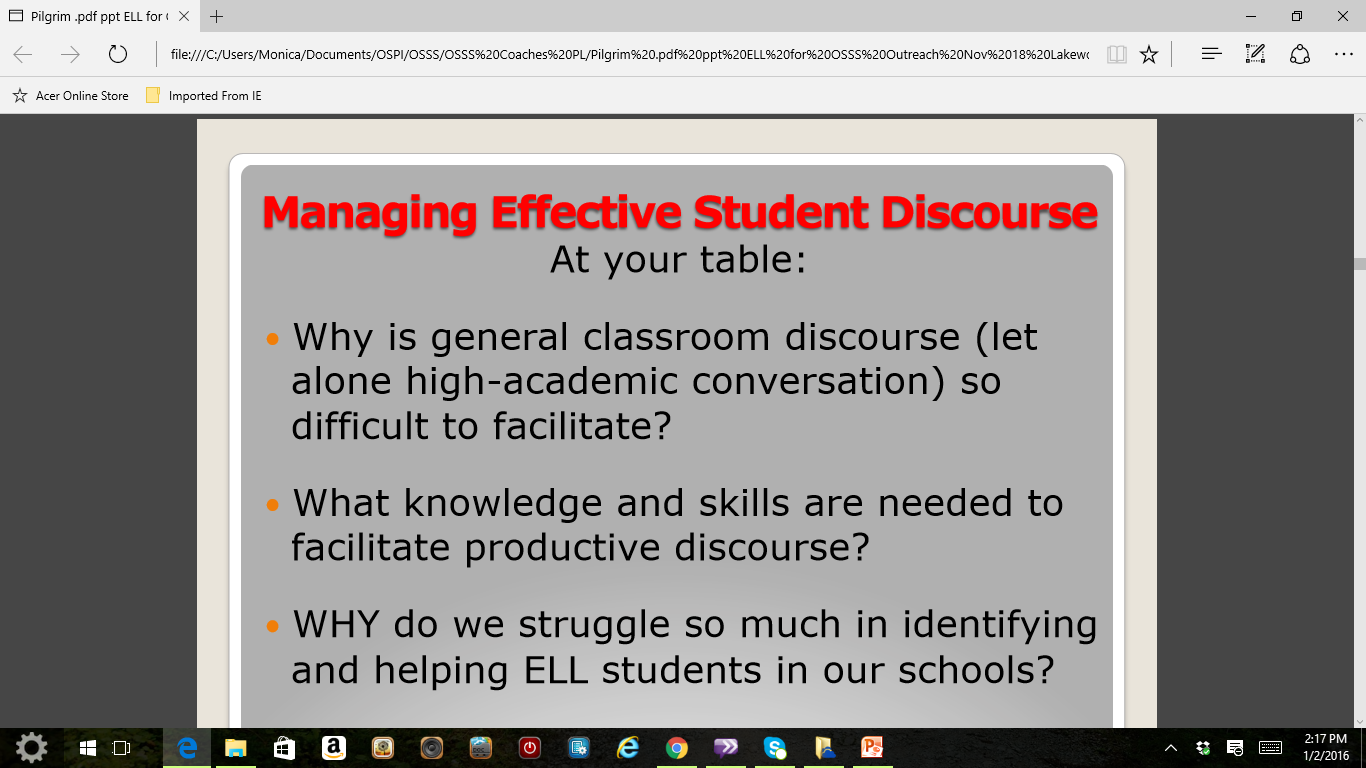 Pilgrim .pdf ppt ELL for
file:///C:/Users/Monica/Documents/OSPI/OSSS/OSSS%20Coaches%20PL/Pilgrim%20.pdf%20ppt%20ELL%20for%20OSSS%20Outreach%20Nov%2018%20Lakewo
Acer Online Store Imported From IE
Managing Effective Student Discourse
At your table:
• Why is general classroom discourse (let
alone high-academic conversation) so
difficult to facilitate?
• What knowledge and skills are needed to
facilitate productive discourse?
• WHY do we struggle so much in identifying
and helping ELL students in our schools?
2:17 PM
1/2/2016